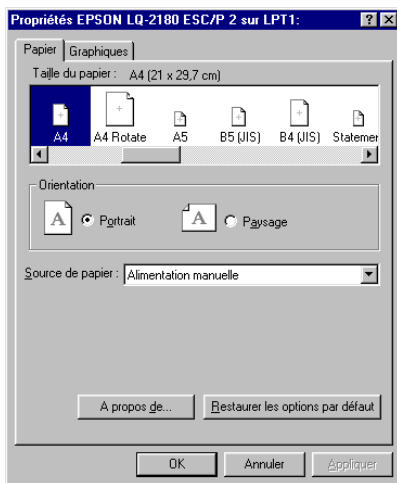 Propriétés EPSON LQ-2180 ESC/P 2 sur LPT1:
Papier Graphiques
Taille du papier : A4 (21 x 29,7 cm)
A4 A4 Rotate A5 B5 (JIS) B4 (JIS) Statemer
Orientation
A Portrait A Paysage
Source de papier : Alimentation manuelle
A propos de... Restaurer les options par défaut
OK Annuler Appliquer